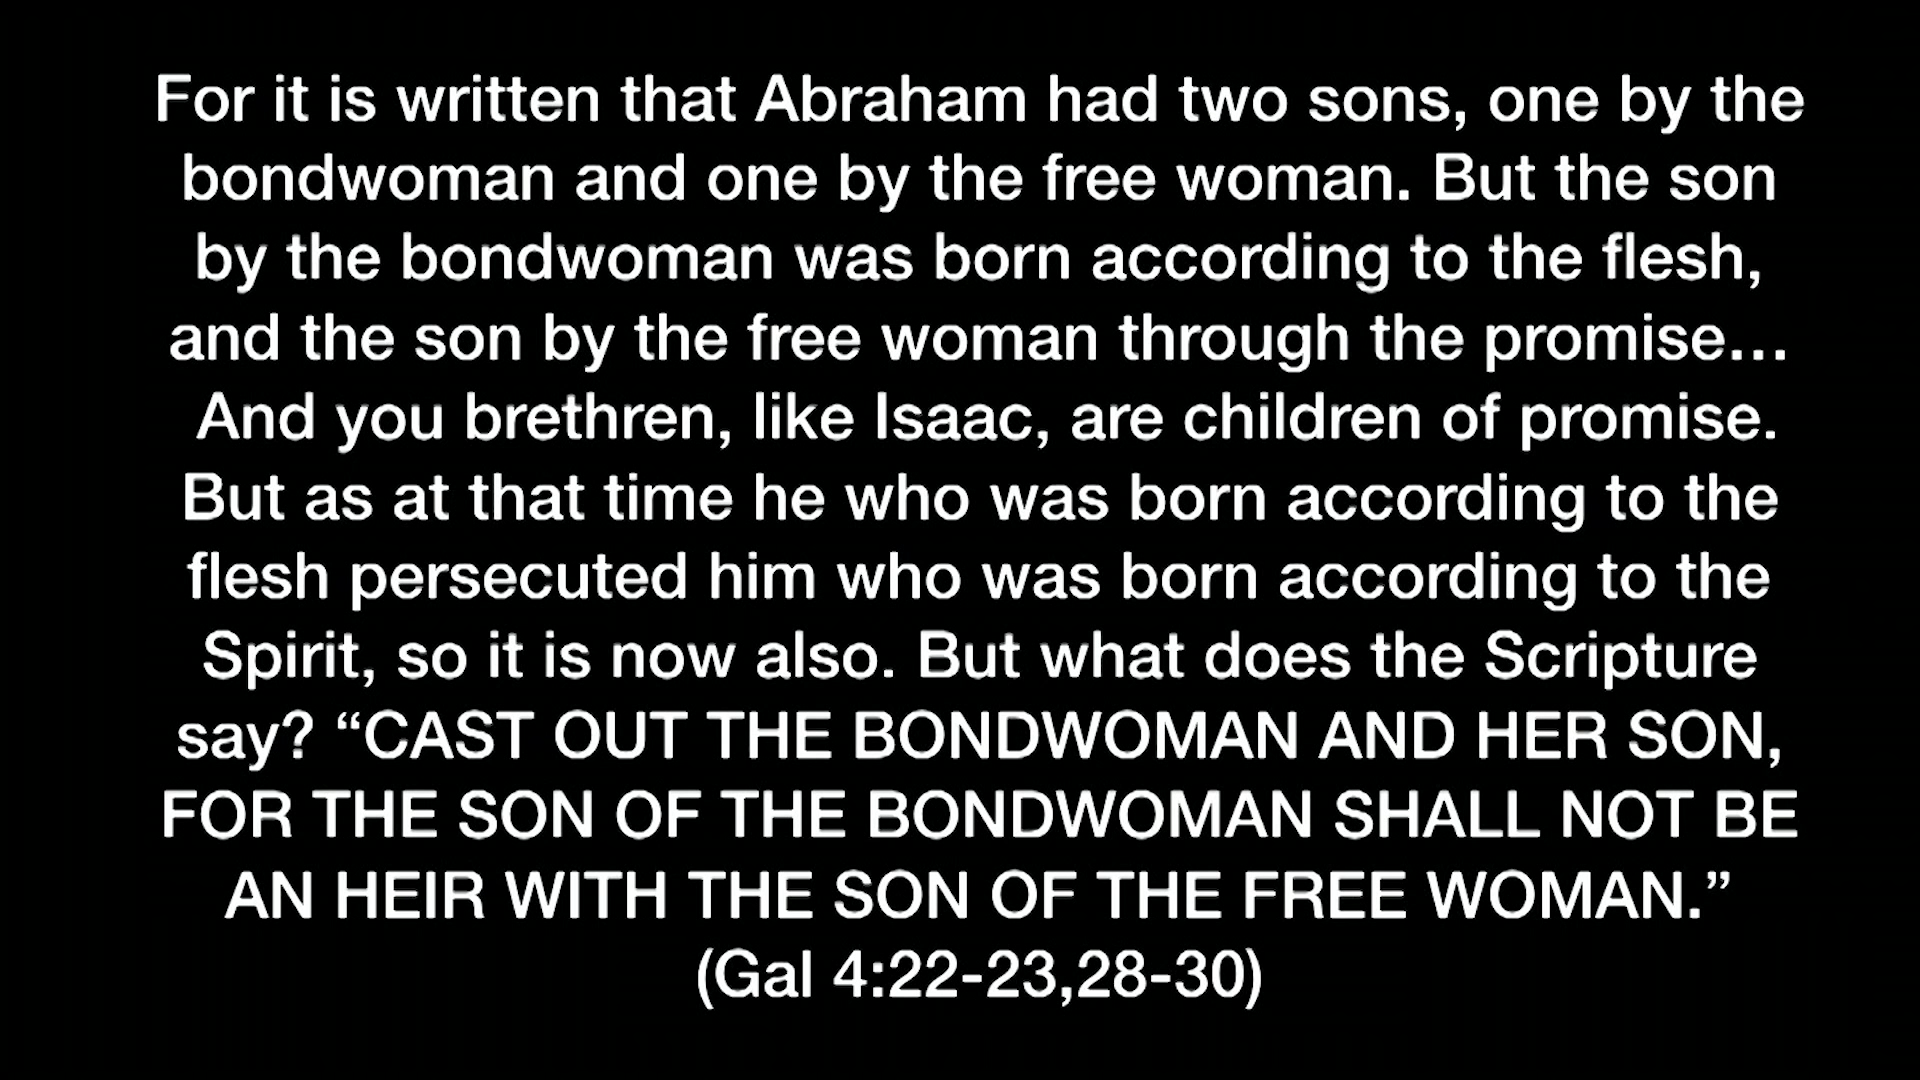 For it is written that Abraham had two sons, one by the
bondwoman and one by the free woman. But the son
by the bondwoman was born according to the flesh,
and the son by the free woman through the promise…
And you brethren, like Isaac, are children of promise.
But as at that time he who was born according to the
flesh persecuted him who was born according to the
Spirit, so it is now also. But what does the Scripture
say? “CAST OUT THE BONDWOMAN AND HER SON,
FOR THE SON OF THE BONDWOMAN SHALL NOT BE
AN HEIR WITH THE SON OF THE FREE WOMAN.”
(Gal 4:22-23,28-30)